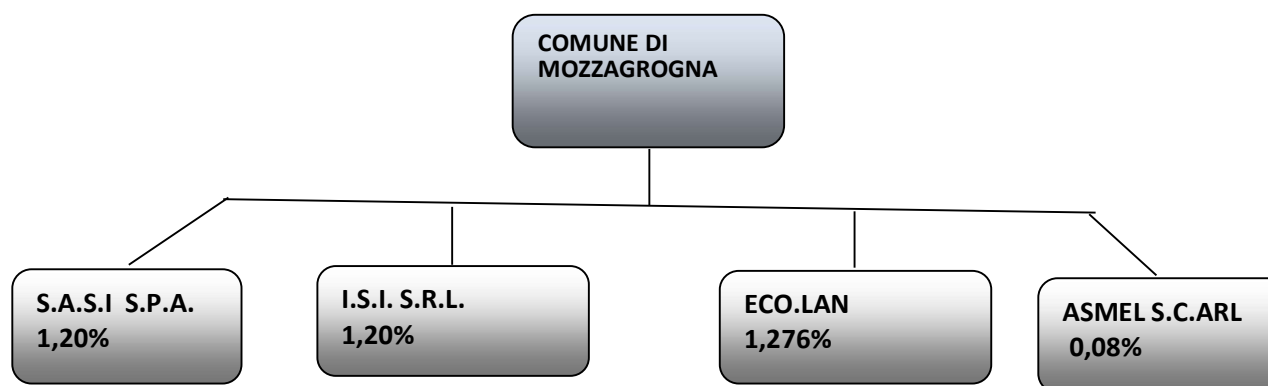 COMUNE DI
MOZZAGROGNA
S.A.S.I S.P.A.
1,20%
I.S.I. S.R.L.
1,20%
ECO.LAN
1,276%
ASMEL S.C.ARL
0,08%